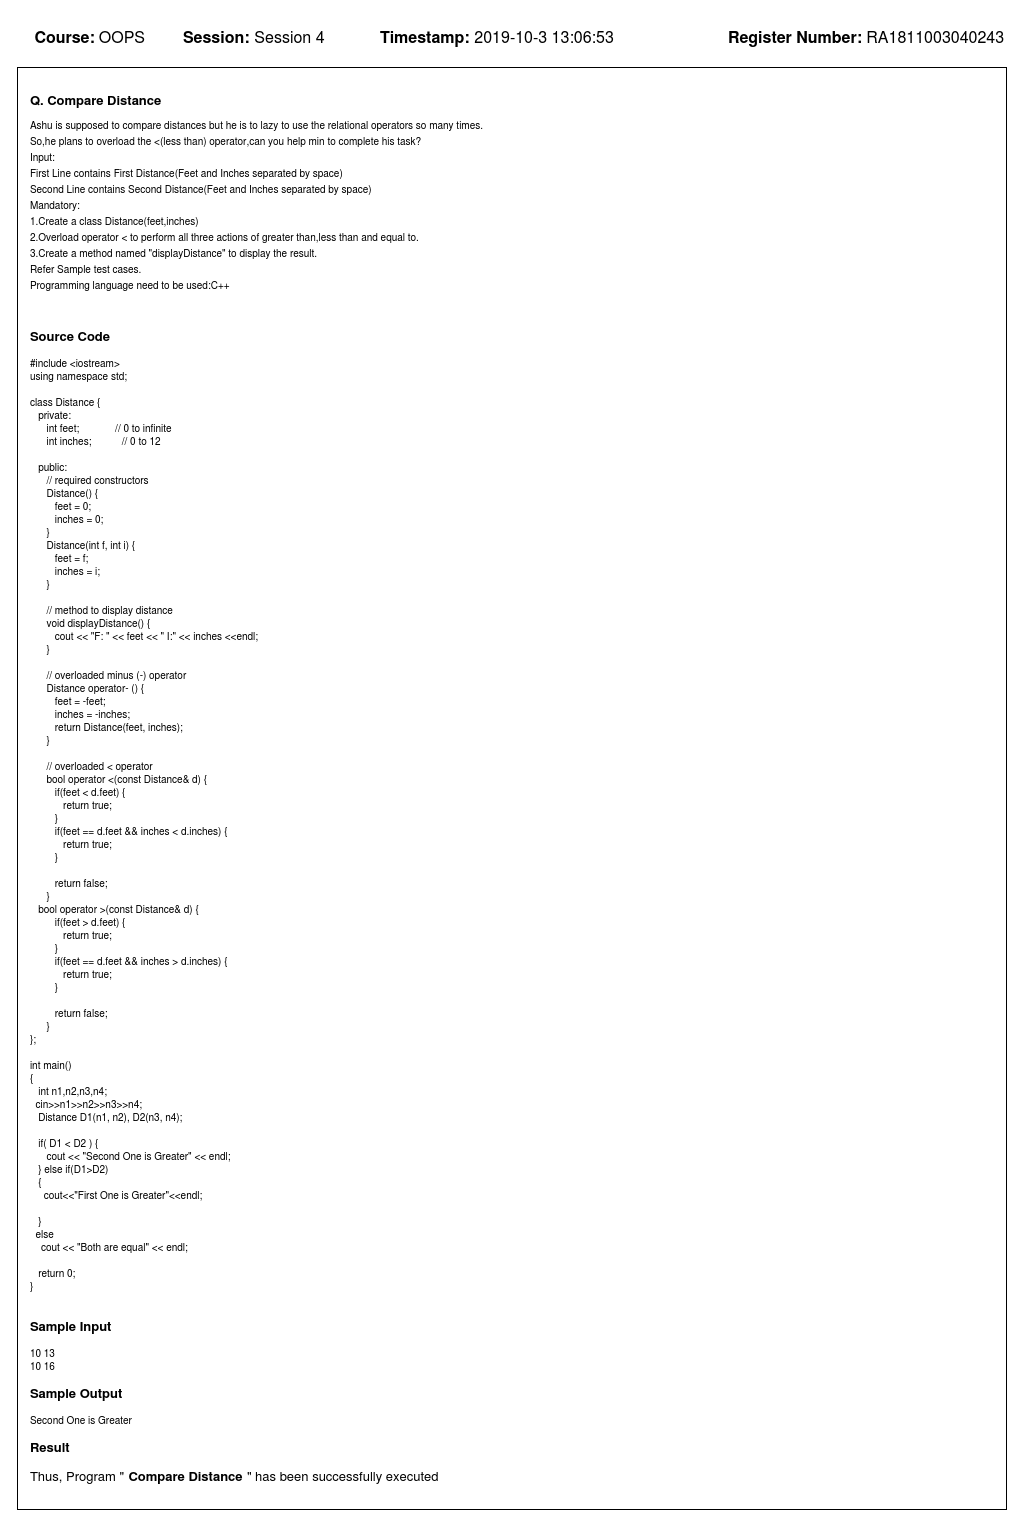 Course: OOPS Session: Session 4 Timestamp: 2019-10-3 13:06:53 Register Number: RA1811003040243
Q. Compare Distance
Ashu is supposed to compare distances but he is to lazy to use the relational operators so many times.
So,he plans to overload the <(less than) operator,can you help min to complete his task?
Input:
First Line contains First Distance(Feet and Inches separated by space)
Second Line contains Second Distance(Feet and Inches separated by space)
Mandatory:
1.Create a class Distance(feet,inches)
2.Overload operator < to perform all three actions of greater than,less than and equal to.
3.Create a method named "displayDistance" to display the result.
Refer Sample test cases.
Programming language need to be used:C++
Source Code
#include <iostream>
using namespace std;
class Distance {
private:
int feet; // 0 to infinite
int inches; // 0 to 12
public:
// required constructors
Distance() {
feet = 0;
inches = 0;
}
Distance(int f, int i) {
feet = f;
inches = i;
}
// method to display distance
void displayDistance() {
cout << "F: " << feet << " I:" << inches <<endl;
}
// overloaded minus (-) operator
Distance operator- () {
feet = -feet;
inches = -inches;
return Distance(feet, inches);
}
// overloaded < operator
bool operator <(const Distance& d) {
if(feet < d.feet) {
return true;
}
if(feet == d.feet && inches < d.inches) {
return true;
}
return false;
}
bool operator >(const Distance& d) {
if(feet > d.feet) {
return true;
}
if(feet == d.feet && inches > d.inches) {
return true;
}
return false;
}
};
int main()
{
int n1,n2,n3,n4;
cin>>n1>>n2>>n3>>n4;
Distance D1(n1, n2), D2(n3, n4);
if( D1 < D2 ) {
cout << "Second One is Greater" << endl;
} else if(D1>D2)
{
cout<<"First One is Greater"<<endl;
}
else
cout << "Both are equal" << endl;
return 0;
}
Sample Input
10 13
10 16
Sample Output
Second One is Greater
Result
Thus, Program " Compare Distance " has been successfully executed